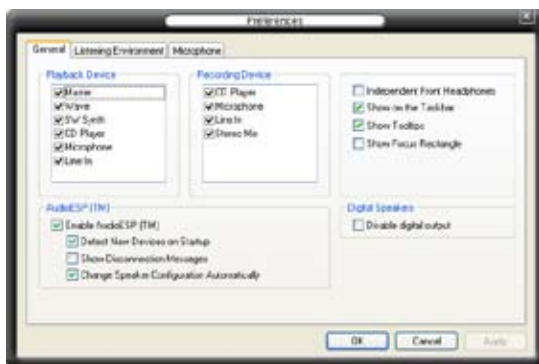 Preferences
General Listening Environment Microphone
Playback Device
Master
Wave
SW Synth
CD Player
Microphone
Line In
Recording Device
CD Player
Microphone
Line In
Stereo Mix
Independent Front Headphones
Show on the Taskbar
Show Tooltips
Show Focus Rectangle
AudioESP (TM)
Enable AudioESP (TM)
Detect New Devices on Startup
Show Disconnection Messages
Change Speaker Configuration Automatically
Digital Speakers
Disable digital output
OK Cancel Apply